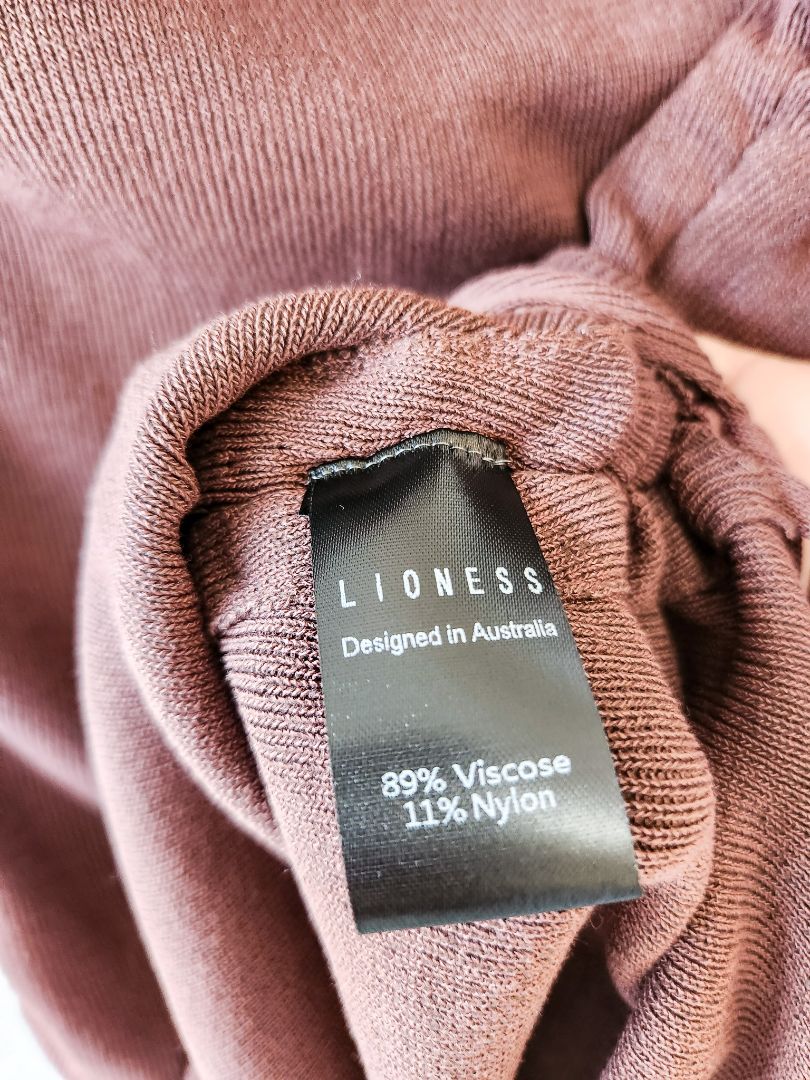 LIONESS
Designed in Australia
89% Viscose
11% Nylon